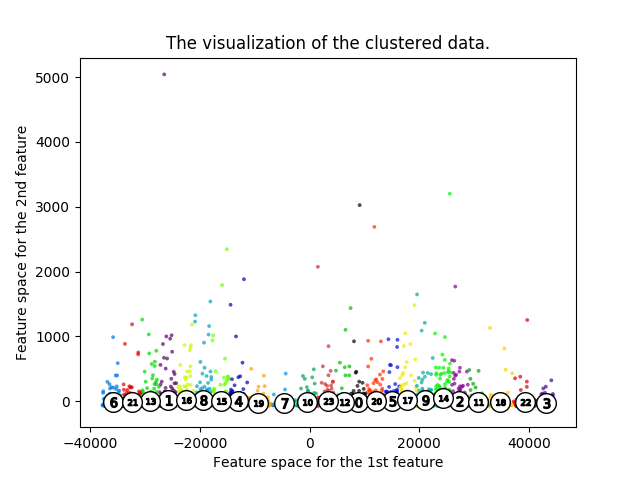 The visualization of the clustered data.
Feature space for the 2nd feature
5000
4000
3000
2000
1000
0
6 21 13 1 16 8 15 4 19 7 10 23 12 0 20 5 17 9 14 2 11 18 22 3
−40000 −20000 0 20000 40000
Feature space for the 1st feature